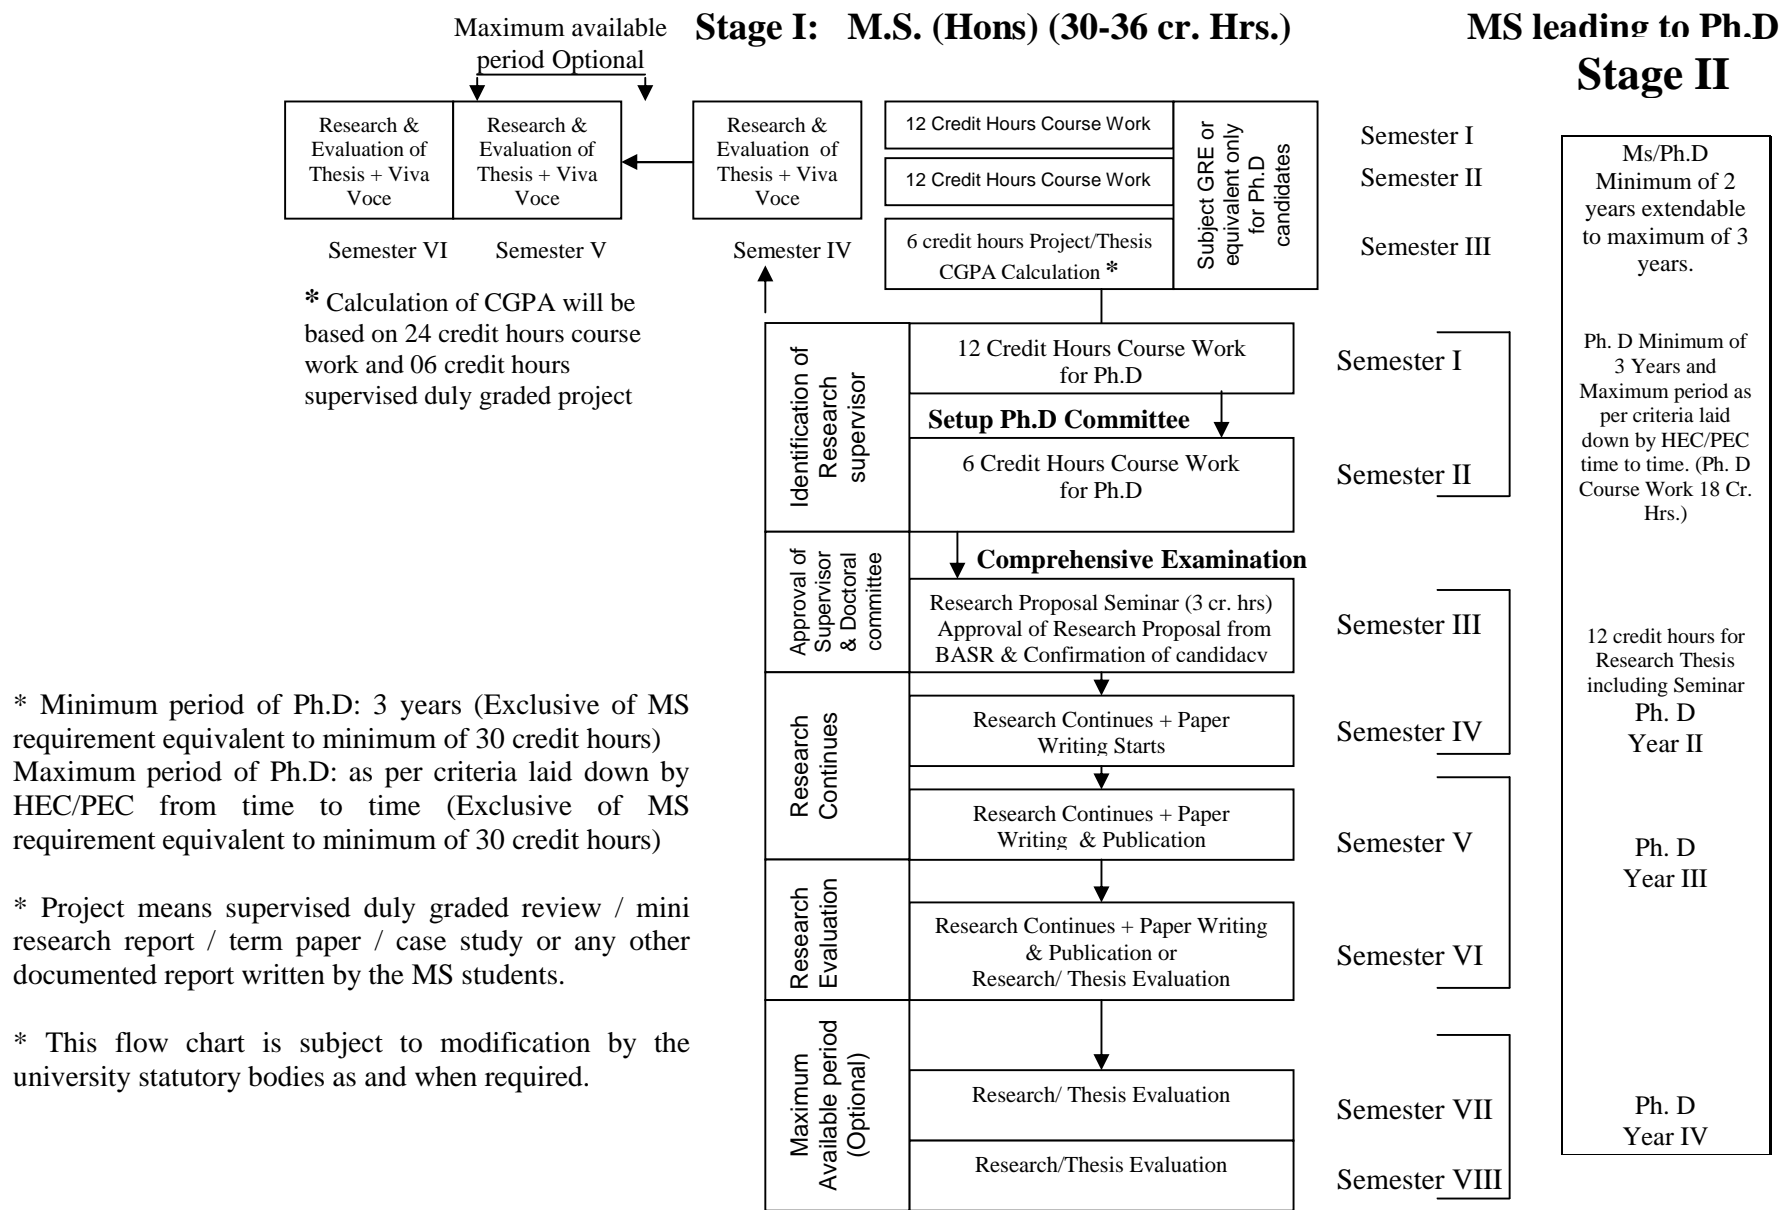 Maximum available
period Optional
Stage I: M.S. (Hons) (30-36 cr. Hrs.)
MS leading to Ph.D
Stage II
Research &
Evaluation of
Thesis + Viva
Voce
Research &
Evaluation of
Thesis + Viva
Voce
Research &
Evaluation of
Thesis + Viva
Voce
Semester VI
Semester V
Semester IV
12 Credit Hours Course Work
12 Credit Hours Course Work
6 credit hours Project/Thesis
CGPA Calculation *
Subject GRE or
equivalent only
for Ph.D
candidates
Semester I
Semester II
Semester III
* Calculation of CGPA will be
based on 24 credit hours course
work and 06 credit hours
supervised duly graded project
Identification of
Research
supervisor
12 Credit Hours Course Work
for Ph.D
Setup Ph.D Committee
6 Credit Hours Course Work
for Ph.D
Semester I
Semester II
Approval of
Supervisor
& Doctoral
committee
Comprehensive Examination
Research Proposal Seminar (3 cr. hrs)
Approval of Research Proposal from
BASR & Confirmation of candidacy
Semester III
Research
Continues
Research Continues + Paper
Writing Starts
Semester IV
Research Continues + Paper
Writing & Publication
Semester V
Research
Evaluation
Research Continues + Paper Writing
& Publication or
Research/ Thesis Evaluation
Semester VI
Maximum
Available period
(Optional)
Research/ Thesis Evaluation
Semester VII
Research/Thesis Evaluation
Semester VIII
Ms/Ph.D
Minimum of 2
years extendable
to maximum of 3
years.
Ph. D Minimum of
3 Years and
Maximum period as
per criteria laid
down by HEC/PEC
time to time. (Ph. D
Course Work 18 Cr.
Hrs.)
12 credit hours for
Research Thesis
including Seminar
Ph. D
Year II
Ph. D
Year III
Ph. D
Year IV
* Minimum period of Ph.D: 3 years (Exclusive of MS
requirement equivalent to minimum of 30 credit hours)
Maximum period of Ph.D: as per criteria laid down by
HEC/PEC from time to time (Exclusive of MS
requirement equivalent to minimum of 30 credit hours)
* Project means supervised duly graded review / mini
research report / term paper / case study or any other
documented report written by the MS students.
* This flow chart is subject to modification by the
university statutory bodies as and when required.